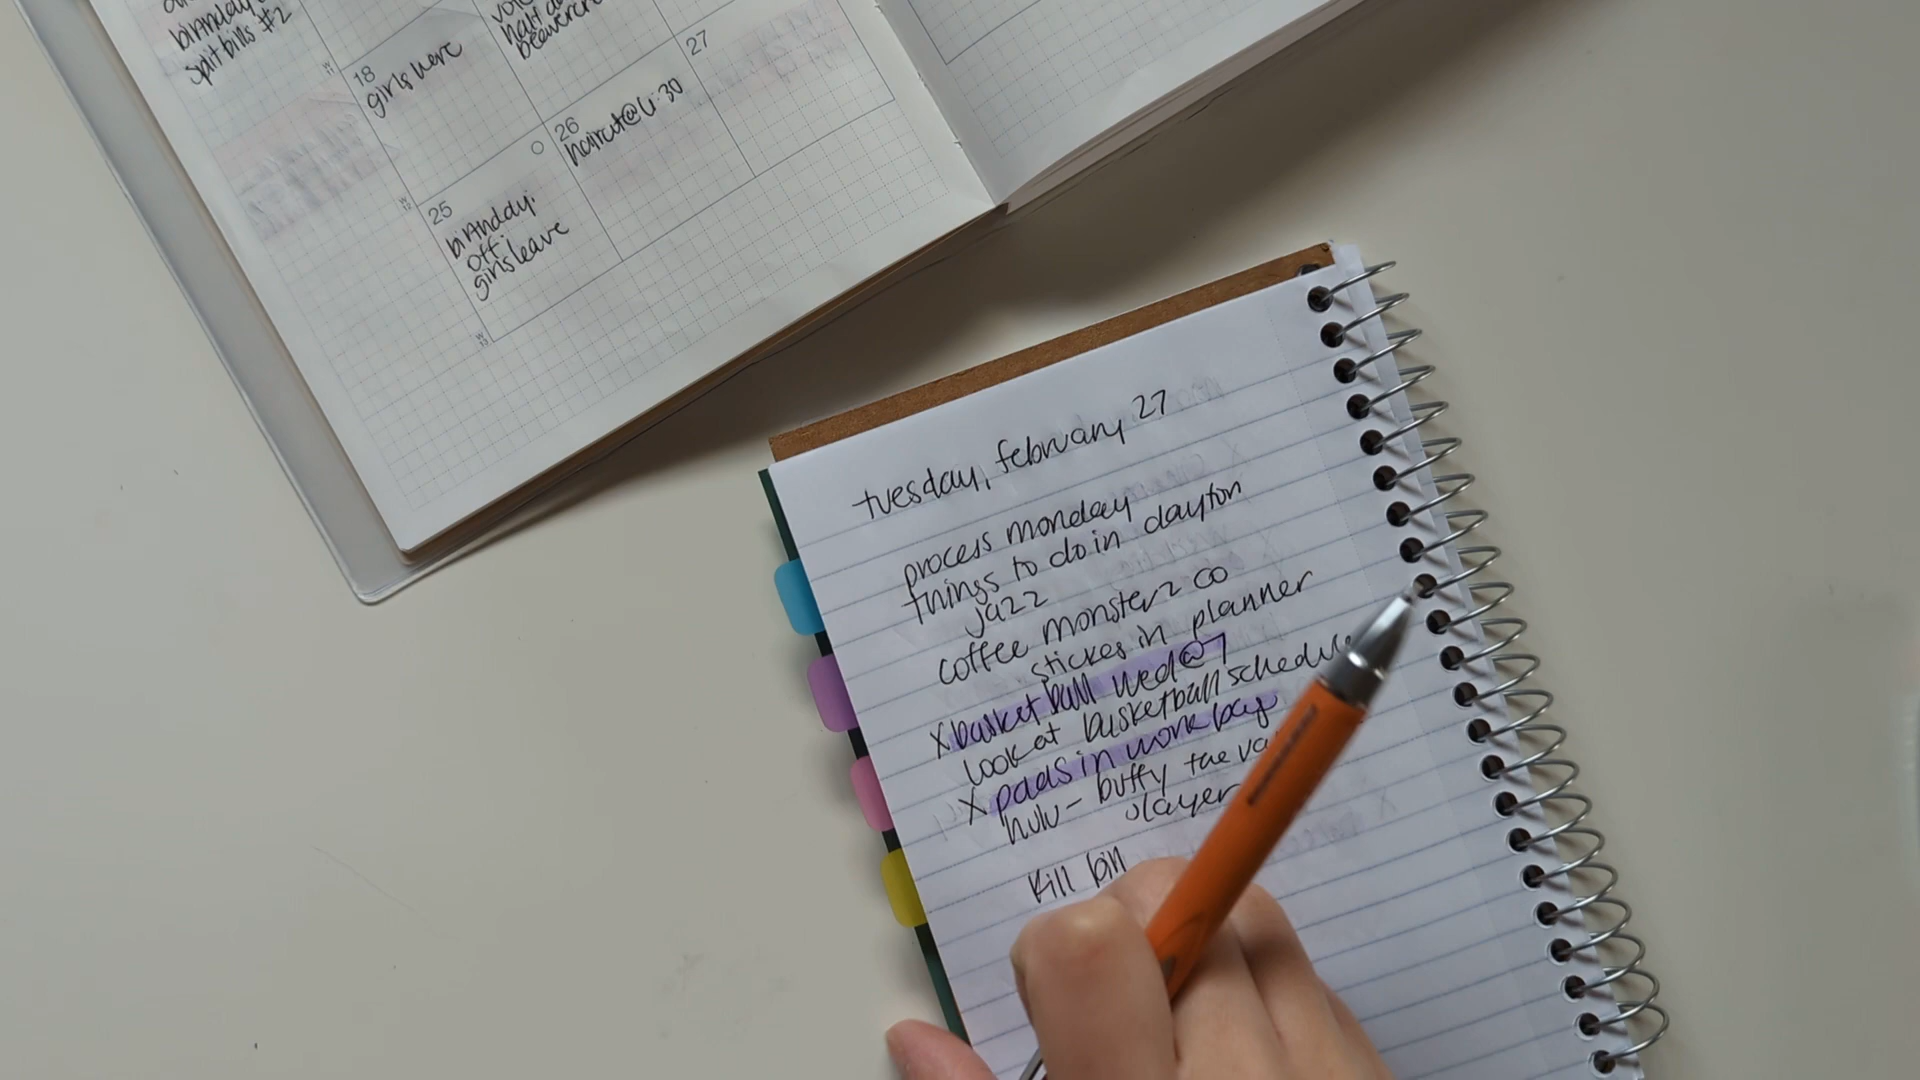 birthday
split bills #2
18
girls here
27
26
haircut@6:30
25
birthday.
off.
girls leave
tuesday, february 27
process monday
things to do in dayton
jazz
coffee monsterz co
stickes in planner
x basketball wed@7
look at basketball schedule
x pads in work bag
hulu - buffy the
slayer
kill bill